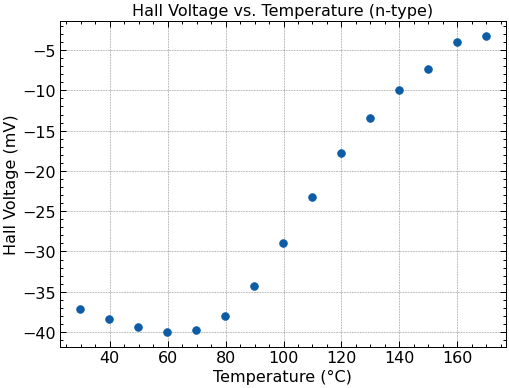 Hall Voltage vs. Temperature (n-type)
Hall Voltage (mV)
−5
−10
−15
−20
−25
−30
−35
−40
40 60 80 100 120 140 160
Temperature (°C)